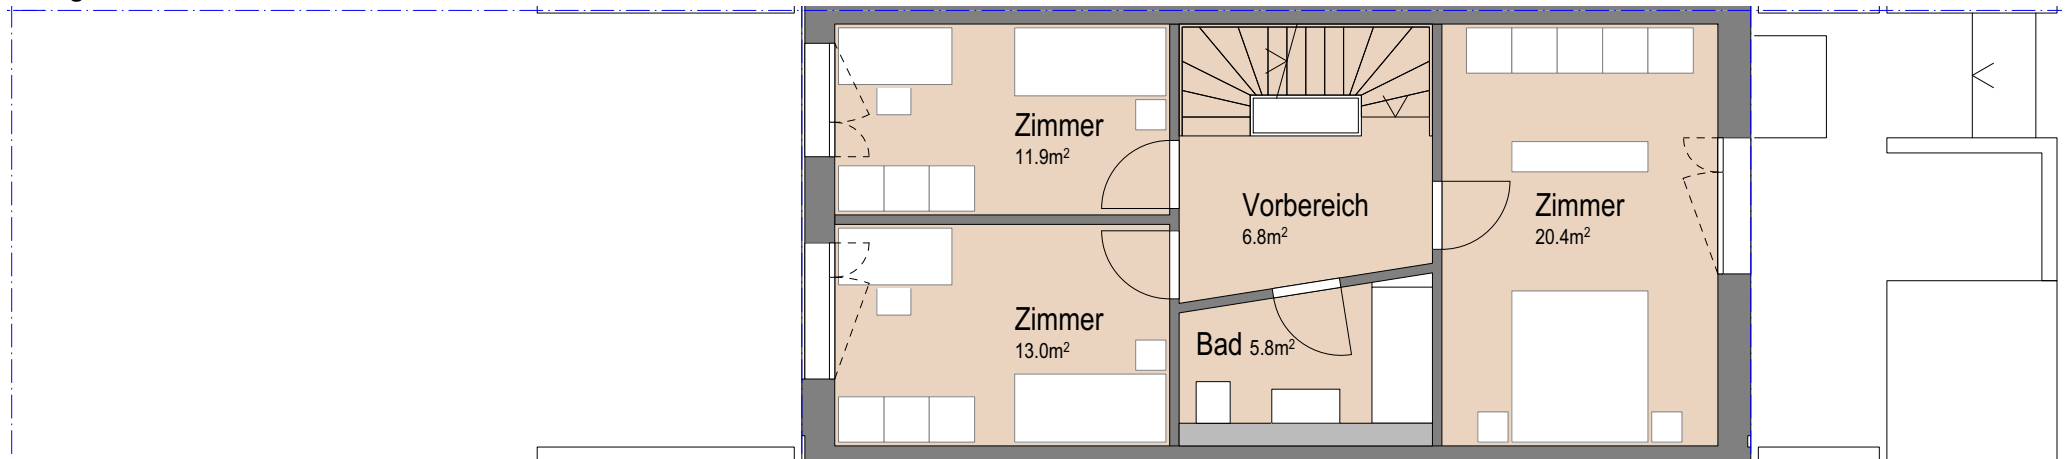 Zimmer
11.9m²
Vorbereich
6.8m²
Zimmer
20.4m²
Zimmer
13.0m²
Bad 5.8m²